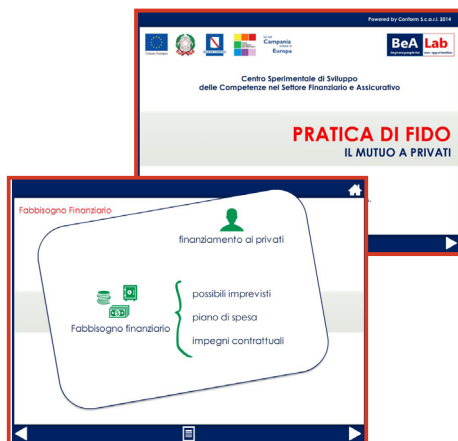 Powered by Conform S.c.a.r.l. 2014
Unione Europea
Campania
Europa
BeA Lab
Centro Sperimentale di Sviluppo
delle Competenze nel Settore Finanziario e Assicurativo
PRATICA DI FIDO
IL MUTUO A PRIVATI
Fabbisogno Finanziario
finanziamento ai privati
possibili imprevisti
Fabbisogno finanziario
piano di spesa
impegni contrattuali